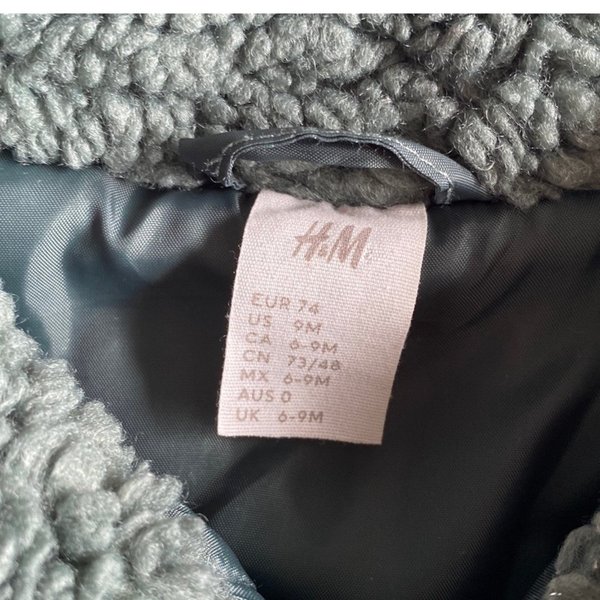 H&M
EUR 74
US 9M
CA 6-9M
CN 73/48
MX 6-9M
AUS 0
UK 6-9M